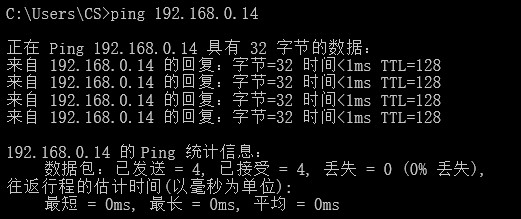 C:\Users\CS>ping 192.168.0.14
正在 Ping 192.168.0.14 具有 32 字节的数据：
来自 192.168.0.14 的回复：字节=32 时间<1ms TTL=128
来自 192.168.0.14 的回复：字节=32 时间<1ms TTL=128
来自 192.168.0.14 的回复：字节=32 时间<1ms TTL=128
来自 192.168.0.14 的回复：字节=32 时间<1ms TTL=128
192.168.0.14 的Ping 统计信息：
数据包：已发送 = 4, 已接受 = 4, 丢失 = 0 (0% 丢失),
往返行程的估计时间(以毫秒为单位)：
最短 = 0ms, 最长 = 0ms, 平均 = 0ms